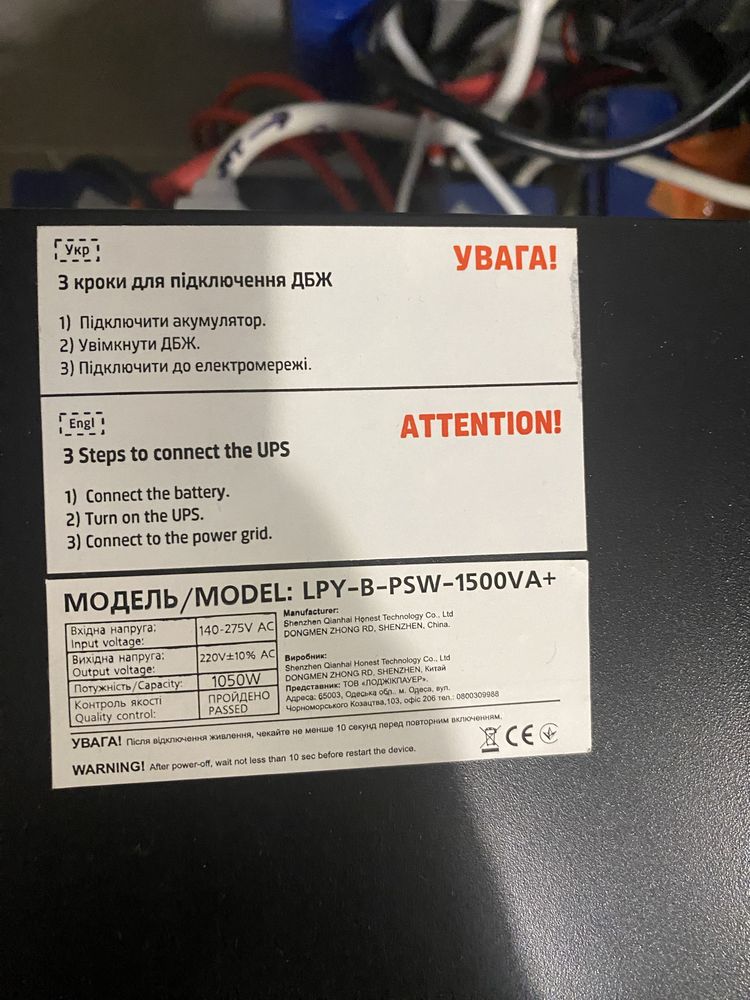 Укр
УВАГА!
3 кроки для підключення ДБЖ
1) Підключити акумулятор.
2) Увімкнути ДБЖ.
3) Підключити до електромережі.
Engl
ATTENTION!
3 Steps to connect the UPS
1) Connect the battery.
2) Turn on the UPS.
3) Connect to the power grid.
МОДЕЛЬ/MODEL: LPY-B-PSW-1500VA+
Вхідна напруга:
Input voltage:
140-275V AC
Вихідна напруга:
Output voltage:
220V±10% AC
Потужність/Capacity:
1050W
Контроль якості
Quality control:
ПРОЙДЕНО
PASSED
Manufacturer:
Shenzhen Qianhai Honest Technology Co., Ltd
DONGMEN ZHONG RD, SHENZHEN, China.
Виробник:
Shenzhen Qianhai Honest Technology Co., Ltd
DONGMEN ZHONG RD, SHENZHEN, Китай
Представник: ТОВ "ЛОДЖІКПАУЕР».
Адреса: 65003, Одеська обл., м. Одеса, вул.
Чорноморського Козацтва,103, офіс 206 тел.: 0800309988
УВАГА! Після відключення живлення, чекайте не менше 10 секунд перед повторним включенням.
WARNING! After power-off, wait not less than 10 sec before restart the device.
CE